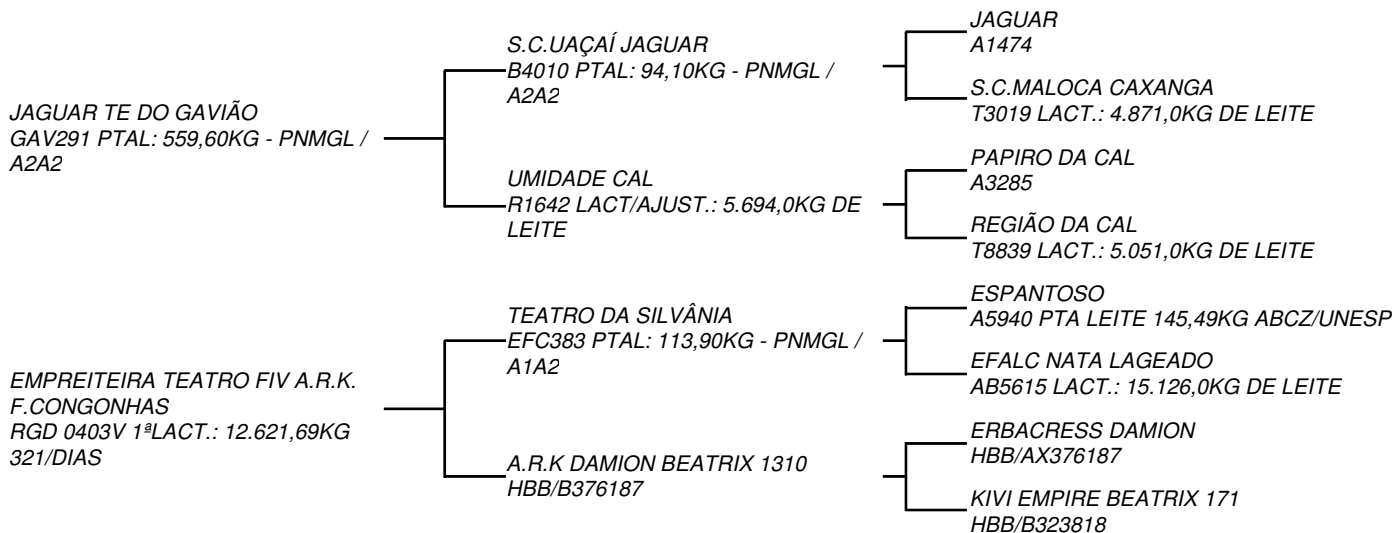 JAGUAR TE DO GAVIÃO
GAV291 PTAL: 559,60KG - PNMGL /
A2A2
S.C.UAÇAÍ JAGUAR
B4010 PTAL: 94,10KG - PNMGL /
A2A2
JAGUAR
A1474
S.C.MALOCA CAXANGA
T3019 LACT.: 4.871,0KG DE LEITE
UMIDADE CAL
R1642 LACT/AJUST.: 5.694,0KG DE
LEITE
PAPIRO DA CAL
A3285
REGIÃO DA CAL
T8839 LACT.: 5.051,0KG DE LEITE
EMPREITEIRA TEATRO FIV A.R.K.
F.CONGONHAS
RGD 0403V 1ªLACT.: 12.621,69KG
321/DIAS
TEATRO DA SILVÂNIA
EFC383 PTAL: 113,90KG - PNMGL /
A1A2
ESPANTOSO
A5940 PTA LEITE 145,49KG ABCZ/UNESP
EFALC NATA LAGEADO
AB5615 LACT.: 15.126,0KG DE LEITE
A.R.K DAMION BEATRIX 1310
HBB/B376187
ERBACRESS DAMION
HBB/AX376187
KIVI EMPIRE BEATRIX 171
HBB/B323818